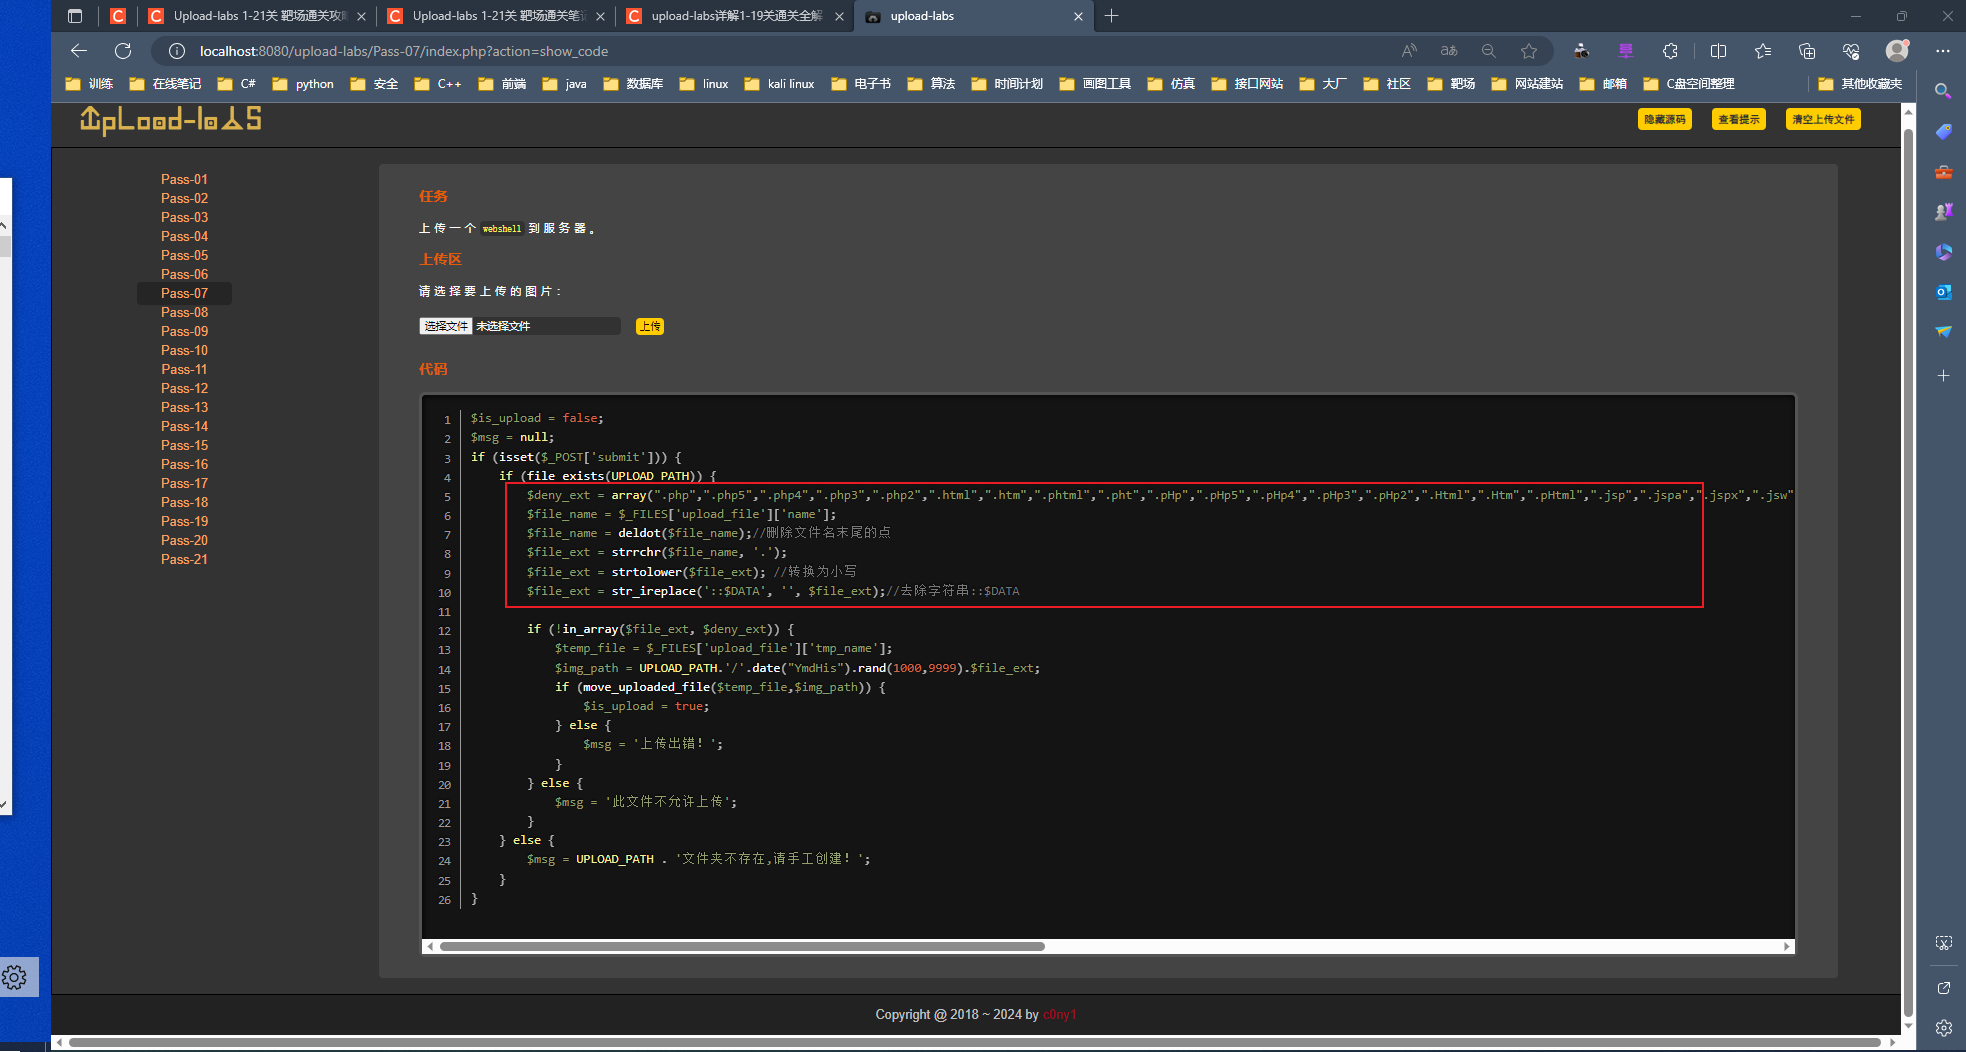 Upload-labs 1-21关 靶场通关攻略
Upload-labs 1-21关 靶场通关笔记
upload-labs详解1-19关通关全解
upload-labs
localhost:8080/upload-labs/Pass-07/index.php?action=show_code
训练 在线笔记 C# python 安全 C++ 前端 java 数据库 linux kali linux 电子书 算法 时间计划 画图工具 仿真 接口网站 大厂 社区 靶场 网站建站 邮箱 C盘空间整理 其他收藏夹
UpLoad-labs
隐藏源码 查看提示 清空上传文件
Pass-01
Pass-02
Pass-03
Pass-04
Pass-05
Pass-06
Pass-07
Pass-08
Pass-09
Pass-10
Pass-11
Pass-12
Pass-13
Pass-14
Pass-15
Pass-16
Pass-17
Pass-18
Pass-19
Pass-20
Pass-21
任务
上传一个 webshell 到服务器。
上传区
请选择要上传的图片：
选择文件 未选择文件 上传
代码
1 $is_upload = false;
2 $msg = null;
3 if (isset($_POST['submit'])) {
4 if (file_exists(UPLOAD_PATH)) {
5 $deny_ext = array(".php",".php5",".php4",".php3",".php2",".html",".htm",".phtml",".pht",".pHp",".pHp5",".pHp4",".pHp3",".pHp2",".Html",".Htm",".pHtml",".jsp",".jspa",".jspx",".jsw"
6 $file_name = $_FILES['upload_file']['name'];
7 $file_name = deldot($file_name);//删除文件名末尾的点
8 $file_ext = strrchr($file_name, '.');
9 $file_ext = strtolower($file_ext); //转换为小写
10 $file_ext = str_ireplace('::$DATA', '', $file_ext);//去除字符串::$DATA
11
12 if (!in_array($file_ext, $deny_ext)) {
13 $temp_file = $_FILES['upload_file']['tmp_name'];
14 $img_path = UPLOAD_PATH.'/'.date("YmdHis").rand(1000,9999).$file_ext;
15 if (move_uploaded_file($temp_file,$img_path)) {
16 $is_upload = true;
17 } else {
18 $msg = '上传出错！';
19 }
20 } else {
21 $msg = '此文件不允许上传';
22 }
23 } else {
24 $msg = UPLOAD_PATH . '文件夹不存在,请手工创建！';
25 }
26 }
Copyright @ 2018 ~ 2024 by c0ny1